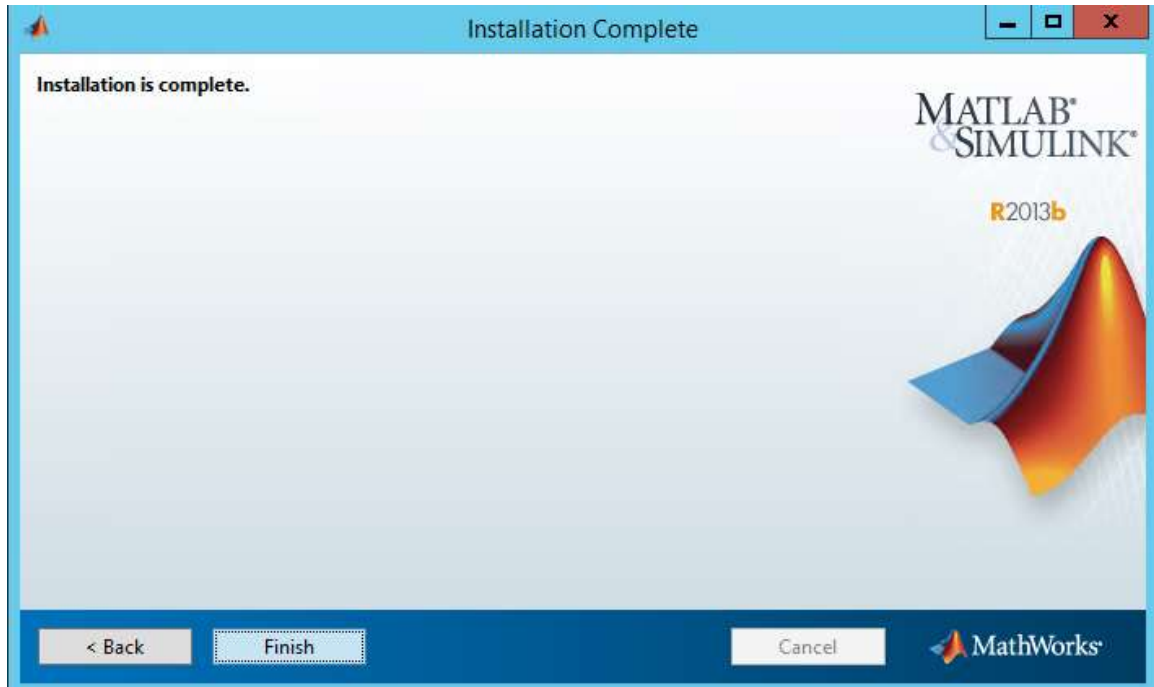 Installation Complete
Installation is complete.
MATLAB®
&SIMULINK®
R2013b
< Back
Finish
Cancel
MathWorks®